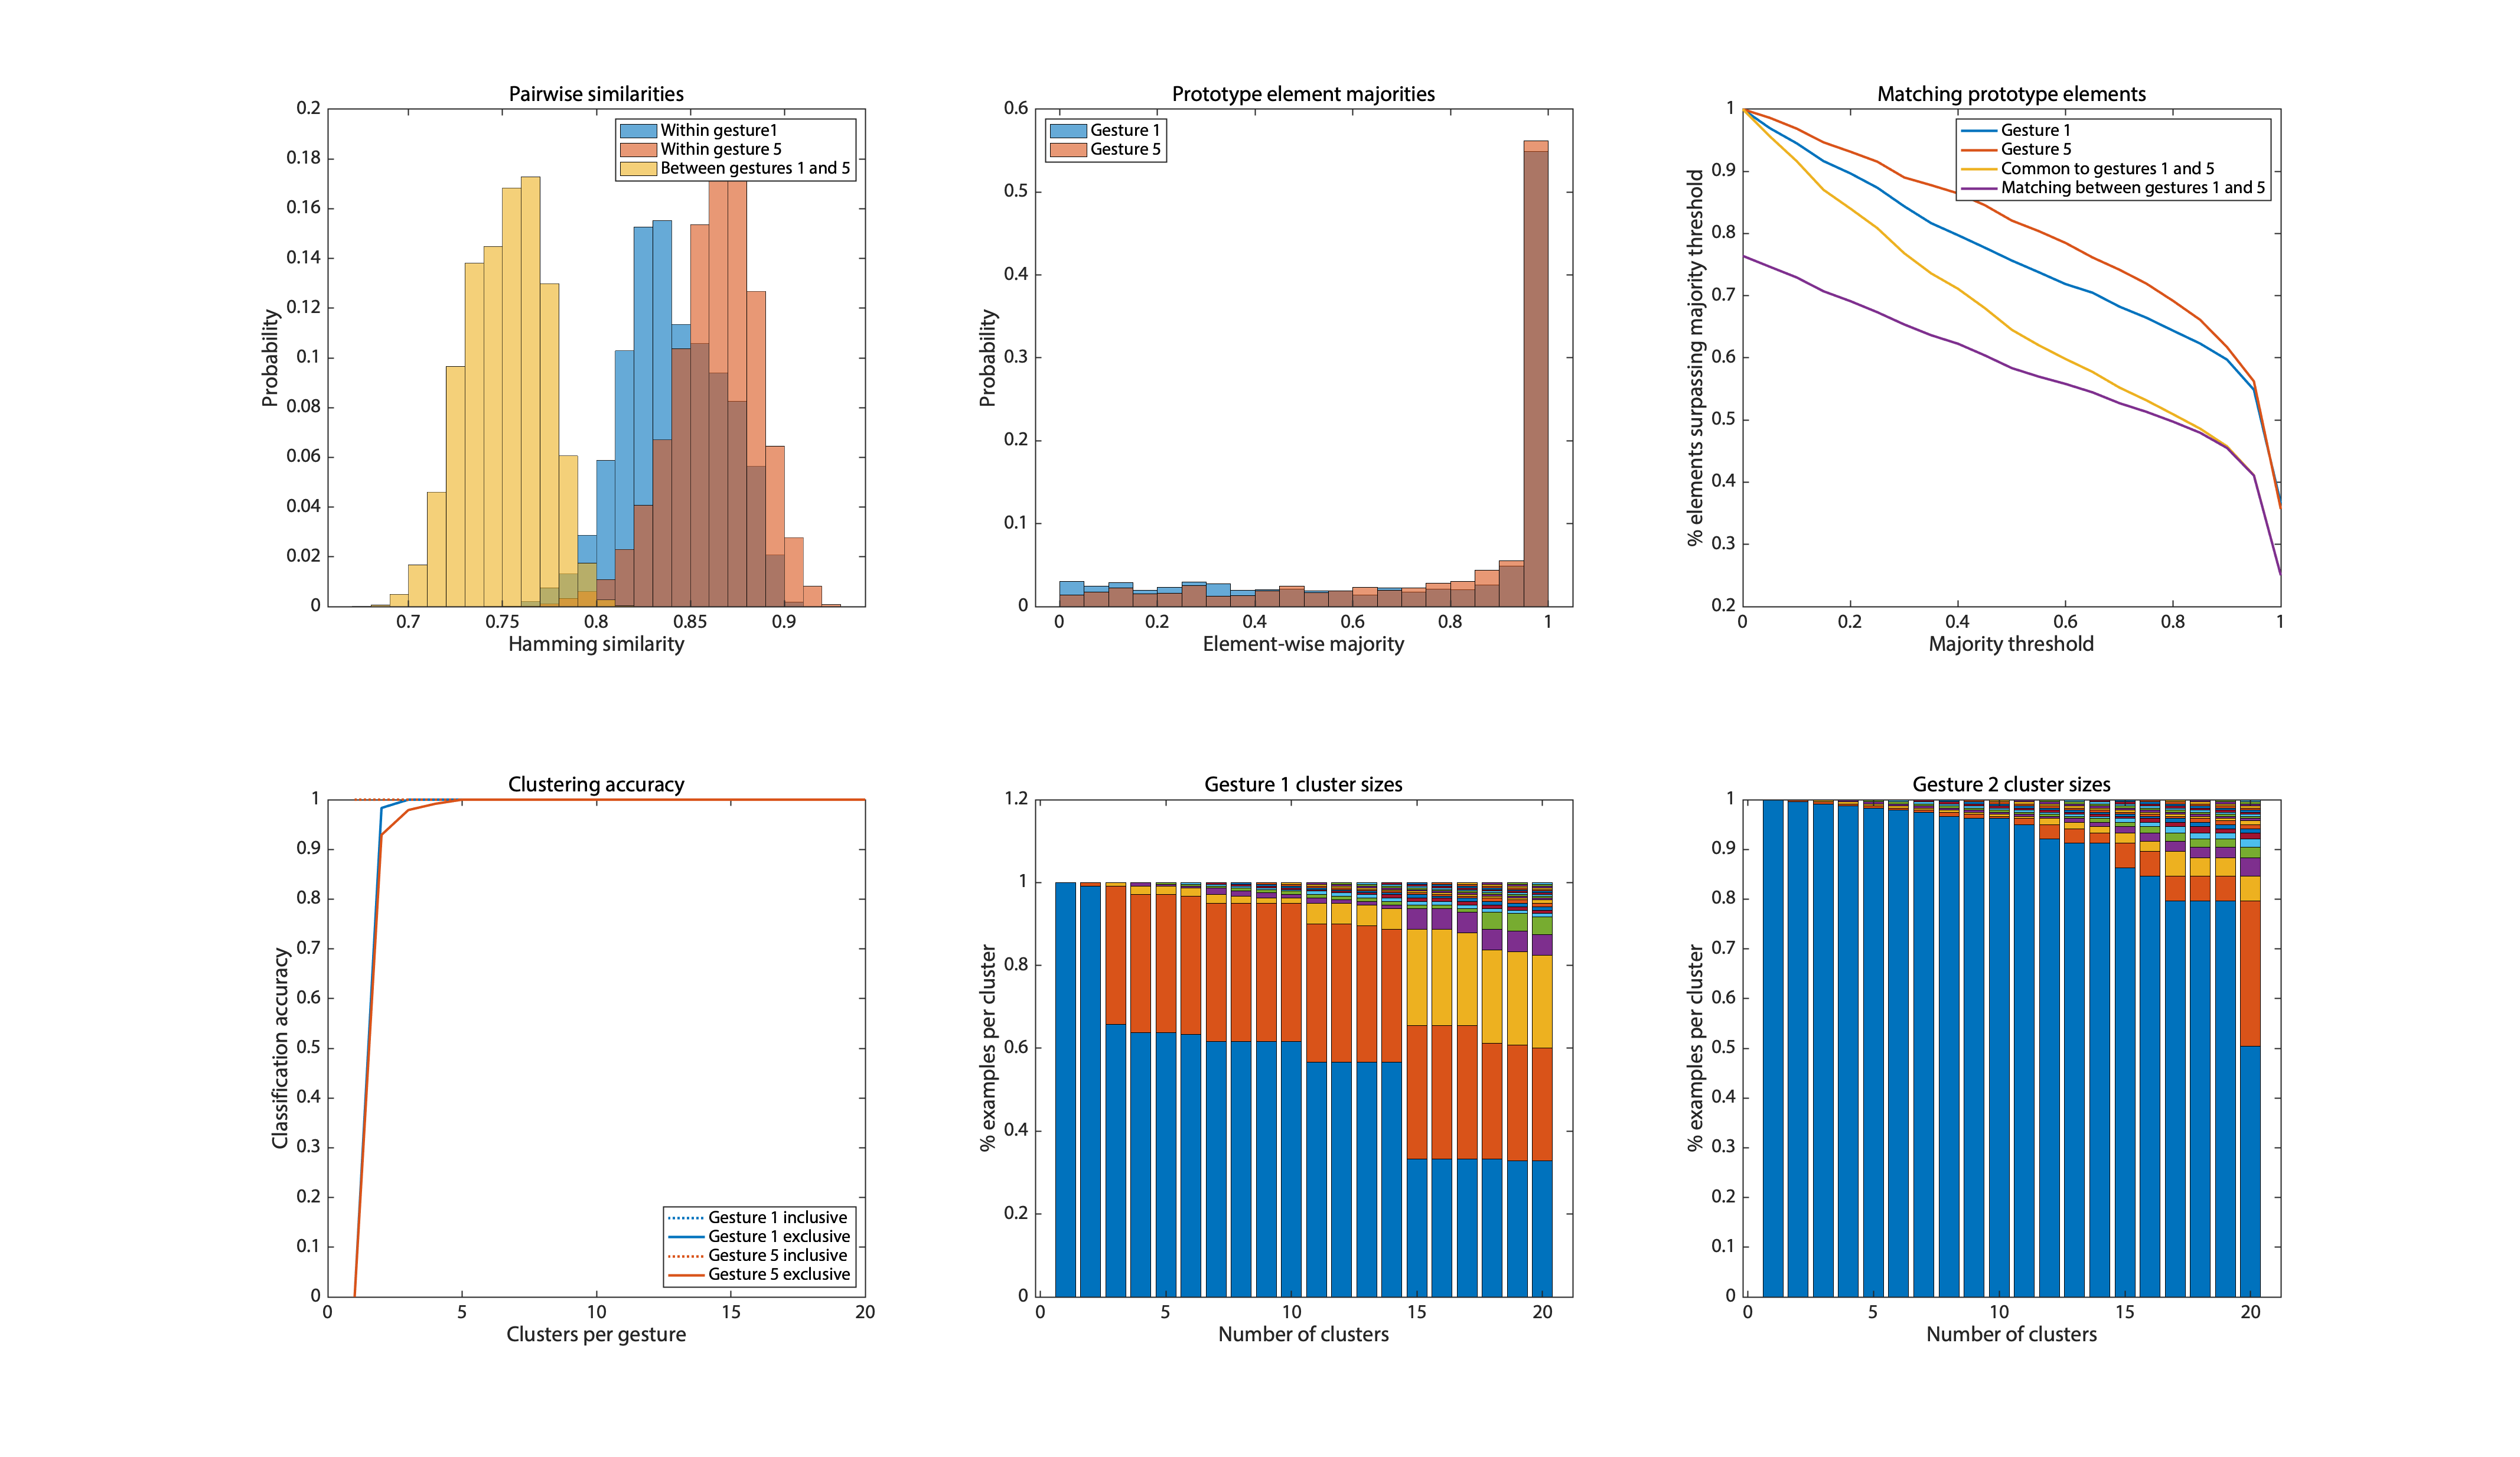 Pairwise similarities
0.2
0.18
0.16
0.14
0.12
0.1
0.08
0.06
0.04
0.02
0
Probability
Within gesture1
Within gesture 5
Between gestures 1 and 5
0.7 0.75 0.8 0.85 0.9
Hamming similarity
Prototype element majorities
0.6
0.5
0.4
0.3
0.2
0.1
0
Probability
Gesture 1
Gesture 5
0 0.2 0.4 0.6 0.8 1
Element-wise majority
Matching prototype elements
1
0.9
0.8
0.7
0.6
0.5
0.4
0.3
0.2
% elements surpassing majority threshold
Gesture 1
Gesture 5
Common to gestures 1 and 5
Matching between gestures 1 and 5
0 0.2 0.4 0.6 0.8 1
Majority threshold
Clustering accuracy
1
0.9
0.8
0.7
0.6
0.5
0.4
0.3
0.2
0.1
0
Classification accuracy
Gesture 1 inclusive
Gesture 1 exclusive
Gesture 5 inclusive
Gesture 5 exclusive
0 5 10 15 20
Clusters per gesture
Gesture 1 cluster sizes
1.2
1
0.8
0.6
0.4
0.2
0
% examples per cluster
0 5 10 15 20
Number of clusters
Gesture 2 cluster sizes
1
0.9
0.8
0.7
0.6
0.5
0.4
0.3
0.2
0.1
0
% examples per cluster
0 5 10 15 20
Number of clusters